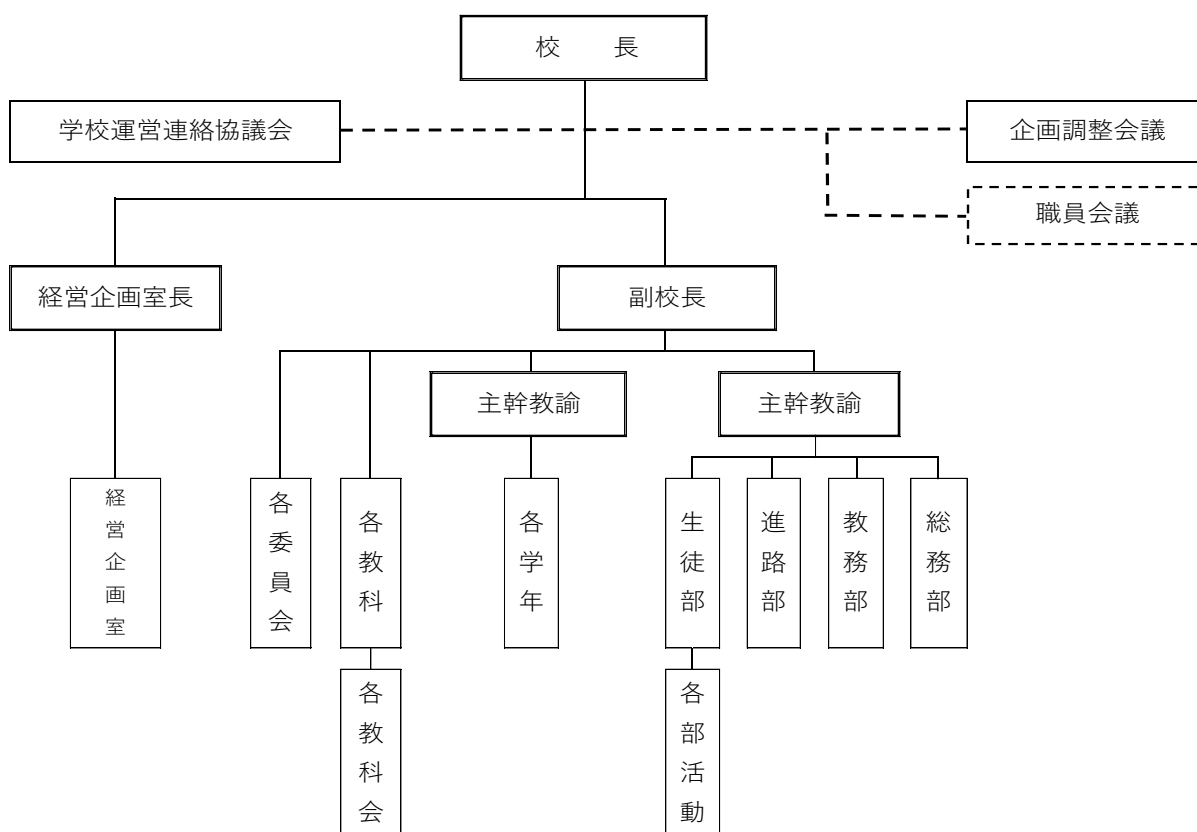 校　　長
学校運営連絡協議会
企画調整会議
職員会議
経営企画室長
副校長
主幹教諭
主幹教諭
経営企画室
各委員会
各教科
各学年
生徒部
進路部
教務部
総務部
各教科会
各部活動